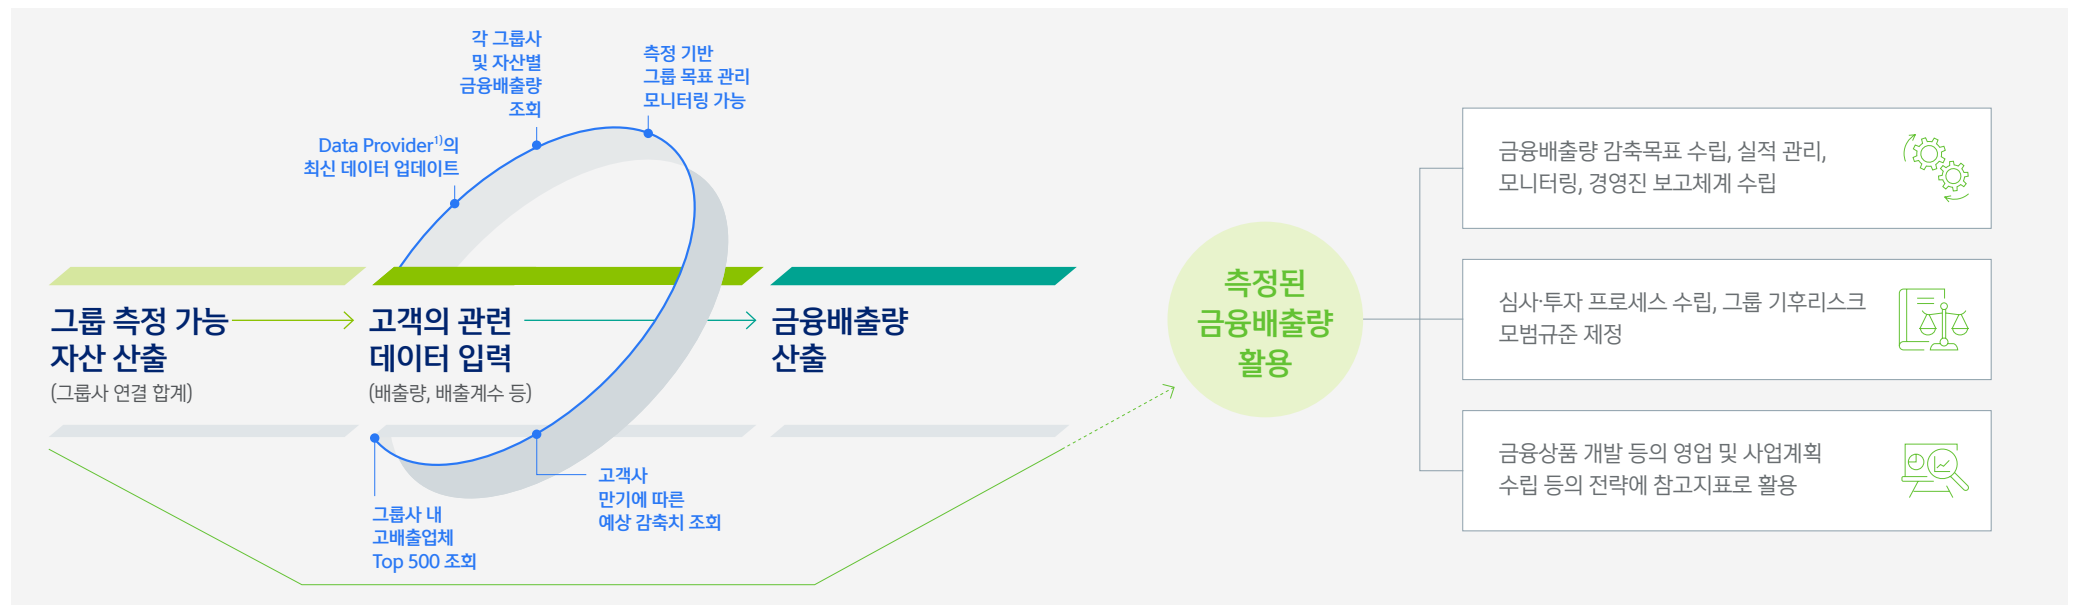 각 그룹사
및 자산별
금융배출량
조회
측정 기반
그룹 목표 관리
모니터링 가능
Data Provider¹⁾의
최신 데이터 업데이트
그룹 측정 가능
자산 산출
(그룹사 연결 합계)
고객의 관련
데이터 입력
(배출량, 배출계수 등)
금융배출량
산출
그룹사 내
고배출업체
Top 500 조회
고객사
만기에 따른
예상 감축치 조회
측정된
금융배출량
활용
금융배출량 감축목표 수립, 실적 관리,
모니터링, 경영진 보고체계 수립
심사·투자 프로세스 수립, 그룹 기후리스크
모범규준 제정
금융상품 개발 등의 영업 및 사업계획
수립 등의 전략에 참고지표로 활용